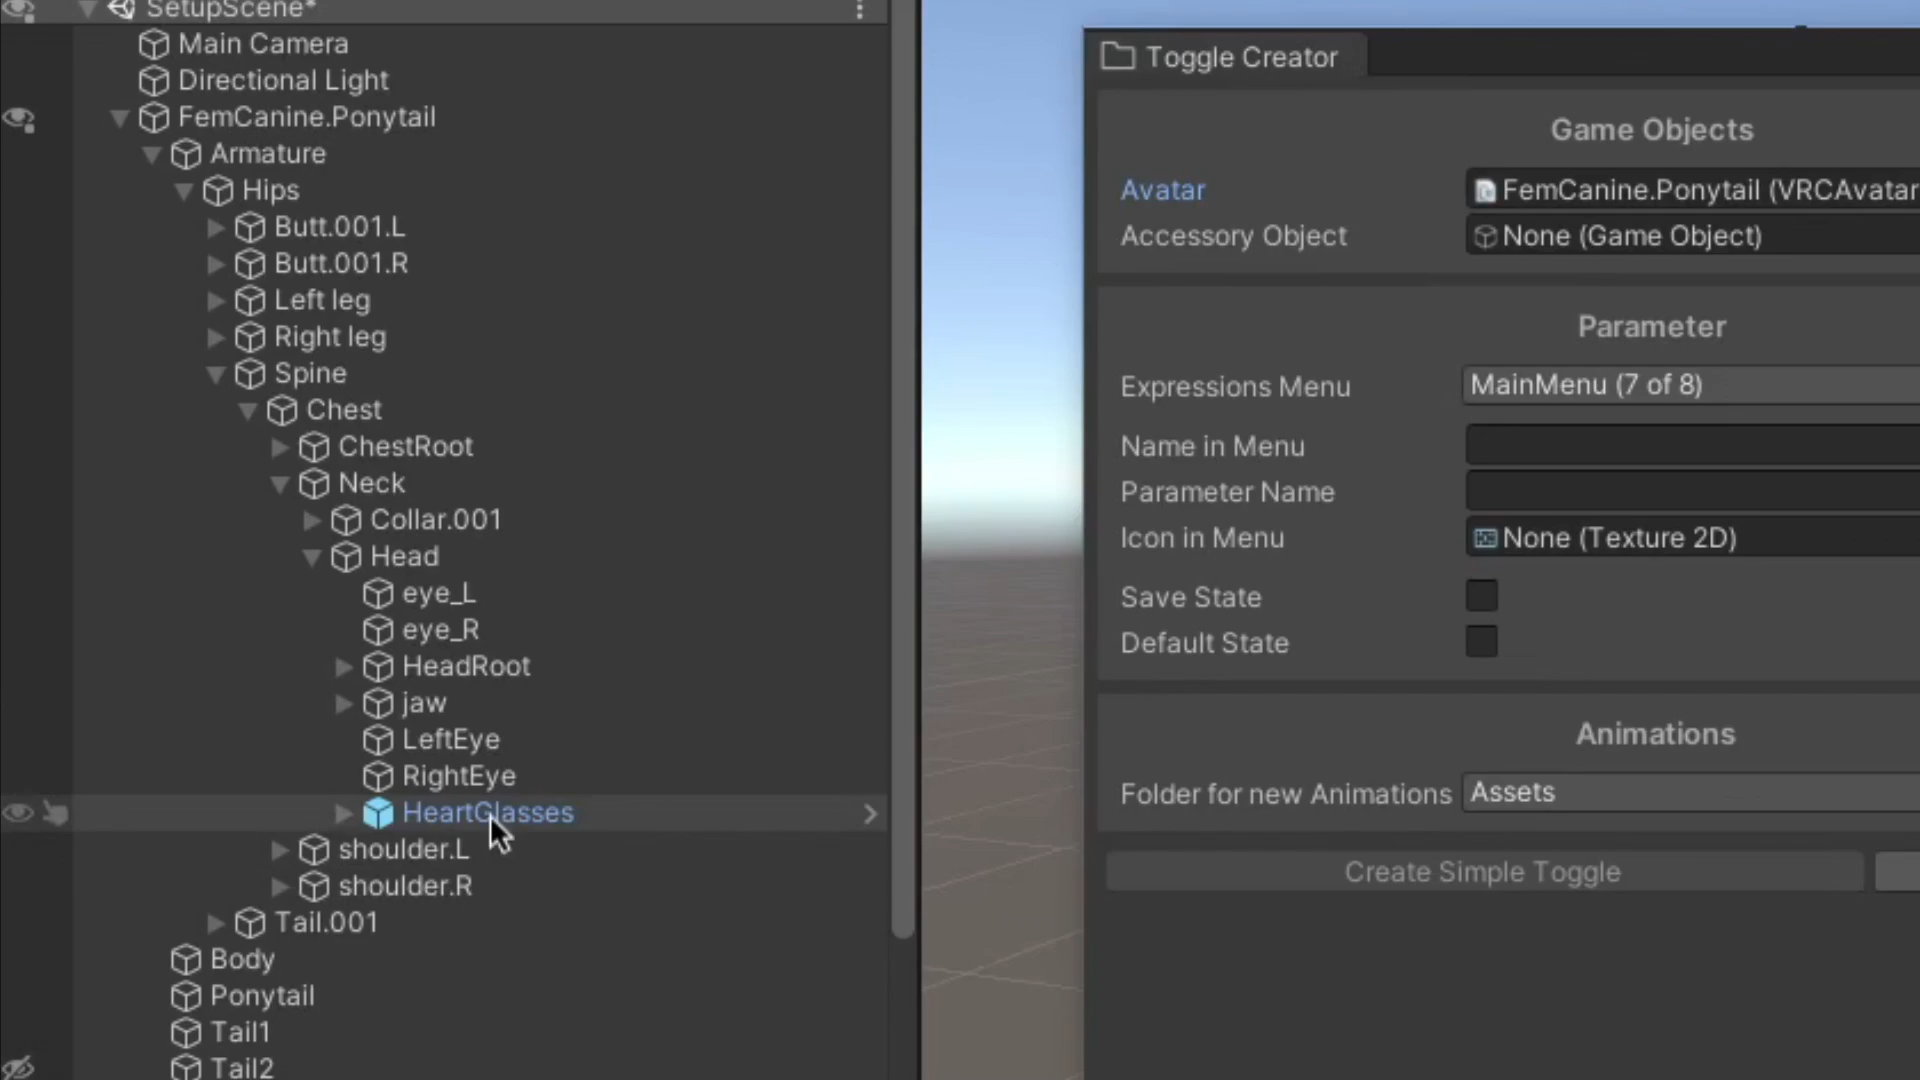 SetupScene*
Main Camera
Directional Light
FemCanine.Ponytail
Armature
Hips
Butt.001.L
Butt.001.R
Left leg
Right leg
Spine
Chest
ChestRoot
Neck
Collar.001
Head
eye_L
eye_R
HeadRoot
jaw
LeftEye
RightEye
HeartGlasses
shoulder.L
shoulder.R
Tail.001
Body
Ponytail
Tail1
Tail2
Toggle Creator
Game Objects
Avatar FemCanine.Ponytail (VRCAvatar
Accessory Object None (Game Object)
Parameter
Expressions Menu MainMenu (7 of 8)
Name in Menu
Parameter Name
Icon in Menu None (Texture 2D)
Save State
Default State
Animations
Folder for new Animations Assets
Create Simple Toggle